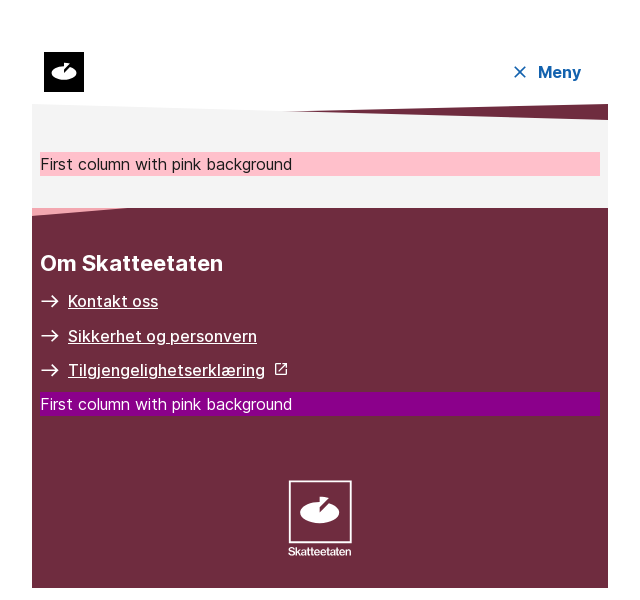 Meny
First column with pink background
Om Skatteetaten
Kontakt oss
Sikkerhet og personvern
Tilgjengelighetserklæring
First column with pink background
Skatteetaten